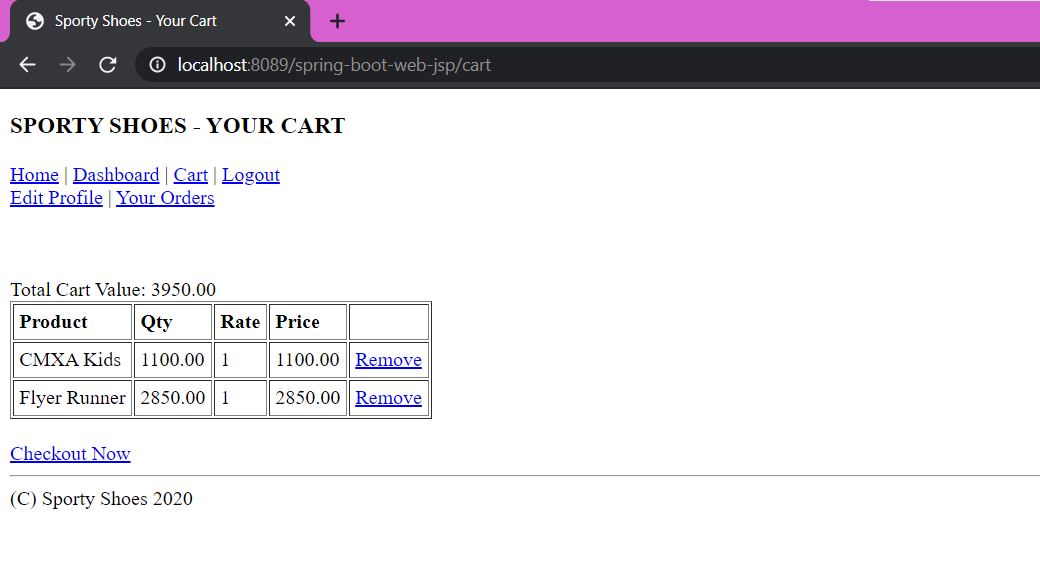 Sporty Shoes - Your Cart
localhost:8089/spring-boot-web-jsp/cart
SPORTY SHOES - YOUR CART
Home | Dashboard | Cart | Logout
Edit Profile | Your Orders
Total Cart Value: 3950.00
Product Qty Rate Price
CMXA Kids 1100.00 1 1100.00 Remove
Flyer Runner 2850.00 1 2850.00 Remove
Checkout Now
(C) Sporty Shoes 2020